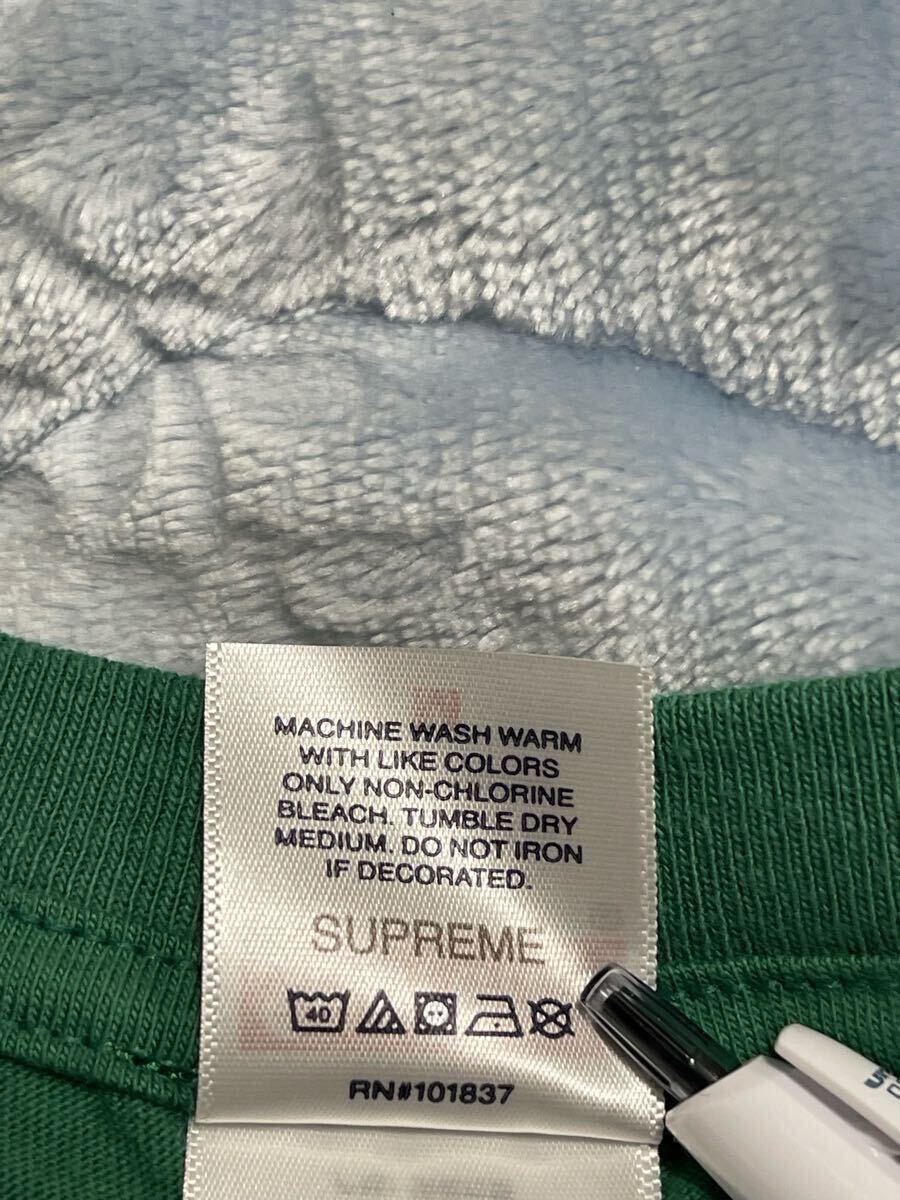 MACHINE WASH WARM
WITH LIKE COLORS
ONLY NON-CHLORINE
BLEACH. TUMBLE DRY
MEDIUM. DO NOT IRON
IF DECORATED.
SUPREME
40
RN#101837